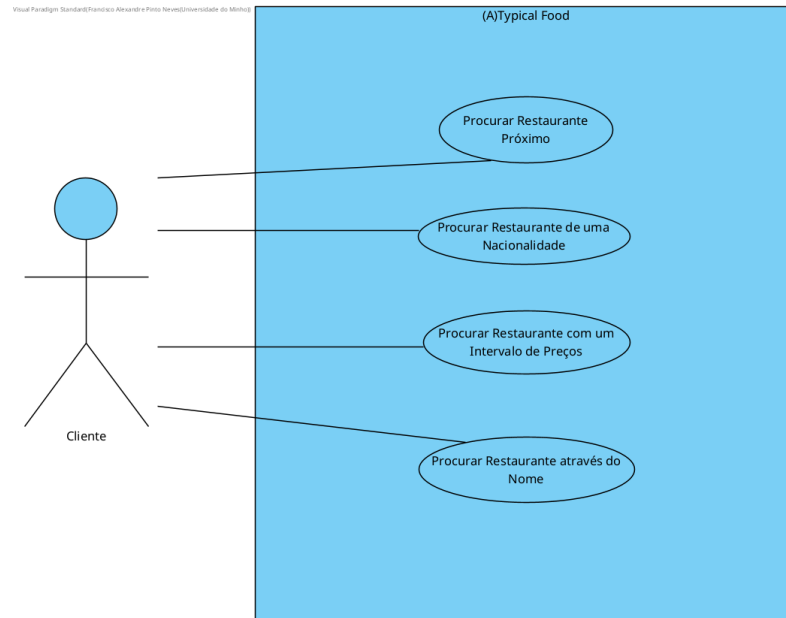 Visual Paradigm Standard(Francisco Alexandre Pinto Neves(Universidade do Minho))
(A)Typical Food
Procurar Restaurante
Próximo
Procurar Restaurante de uma
Nacionalidade
Procurar Restaurante com um
Intervalo de Preços
Cliente
Procurar Restaurante através do
Nome